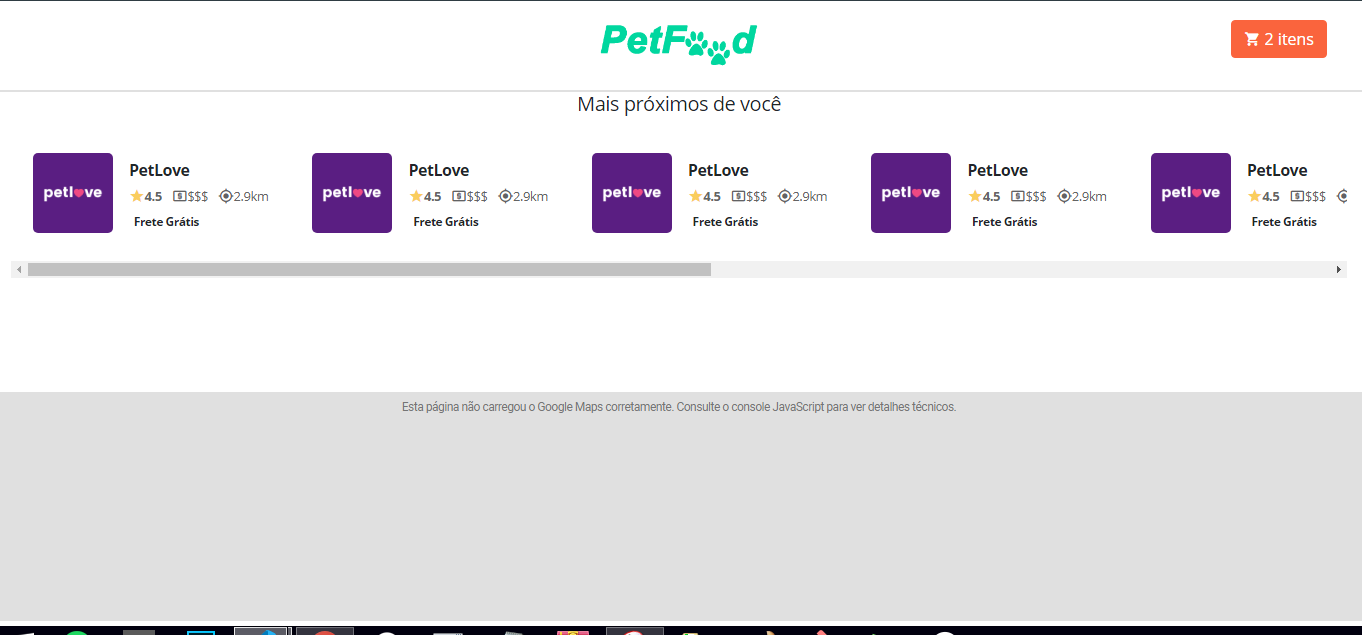 PetFood
2 itens
Mais próximos de você
petlove
PetLove
4.5 $$$ 2.9km
Frete Grátis
petlove
PetLove
4.5 $$$ 2.9km
Frete Grátis
petlove
PetLove
4.5 $$$ 2.9km
Frete Grátis
petlove
PetLove
4.5 $$$ 2.9km
Frete Grátis
petlove
PetLove
4.5 $$$
Frete Grátis
Esta página não carregou o Google Maps corretamente. Consulte o console JavaScript para ver detalhes técnicos.